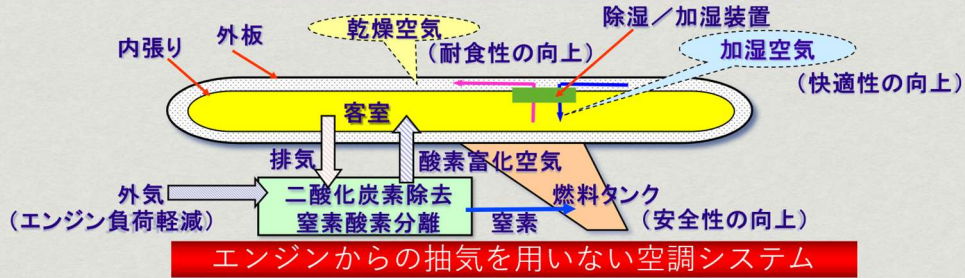 除湿／加湿装置
乾燥空気
外板
内張り
（耐食性の向上）
加湿空気
（快適性の向上）
客室
排気
酸素富化空気
外気
（エンジン負荷軽減）
二酸化炭素除去
窒素酸素分離
窒素
燃料タンク
（安全性の向上）
エンジンからの抽気を用いない空調システム